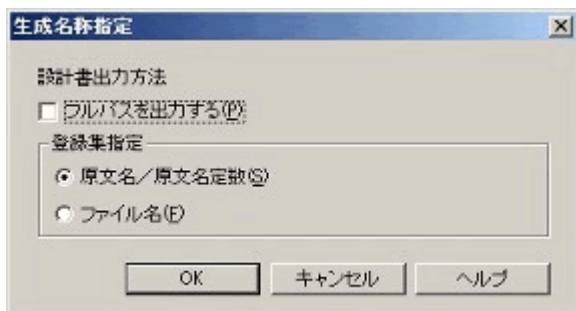 生成名称指定
設計書出力方法
フルパスを出力する(P)
登録集指定
原文名／原文名定数(S)
ファイル名(F)
OK キャンセル ヘルプ